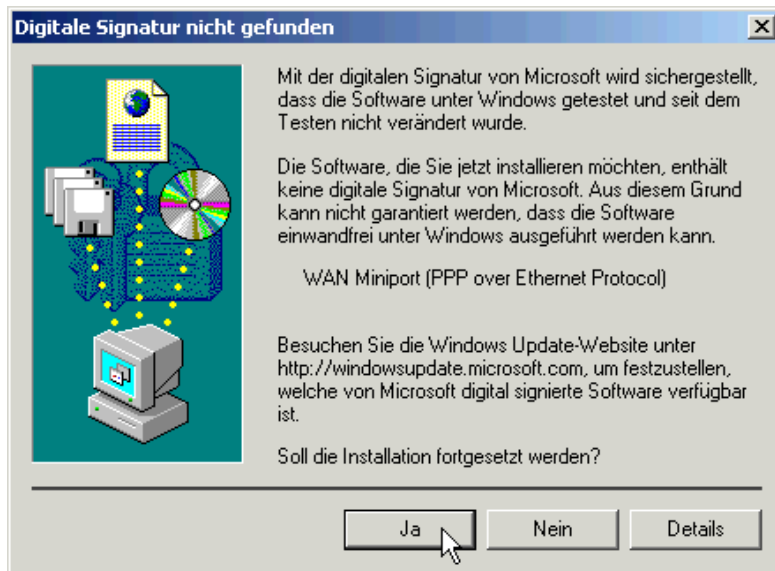 Digitale Signatur nicht gefunden
Mit der digitalen Signatur von Microsoft wird sichergestellt,
dass die Software unter Windows getestet und seit dem
Testen nicht verändert wurde.
Die Software, die Sie jetzt installieren möchten, enthält
keine digitale Signatur von Microsoft. Aus diesem Grund
kann nicht garantiert werden, dass die Software
einwandfrei unter Windows ausgeführt werden kann.
WAN Miniport (PPP over Ethernet Protocol)
Besuchen Sie die Windows Update-Website unter
http://windowsupdate.microsoft.com, um festzustellen,
welche von Microsoft digital signierte Software verfügbar
ist.
Soll die Installation fortgesetzt werden?
Ja Nein Details